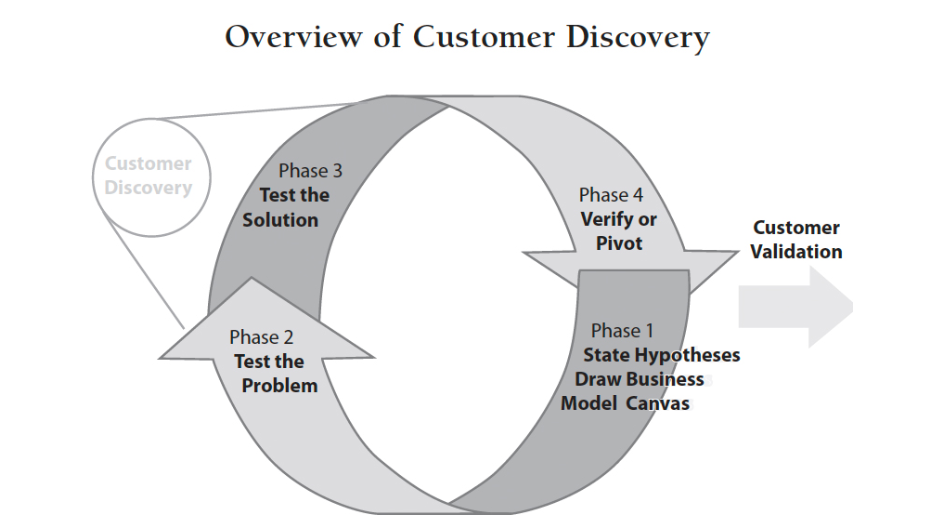 Overview of Customer Discovery
Customer
Discovery
Phase 3
Test the
Solution
Phase 4
Verify or
Pivot
Customer
Validation
Phase 2
Test the
Problem
Phase 1
State Hypotheses
Draw Business
Model Canvas